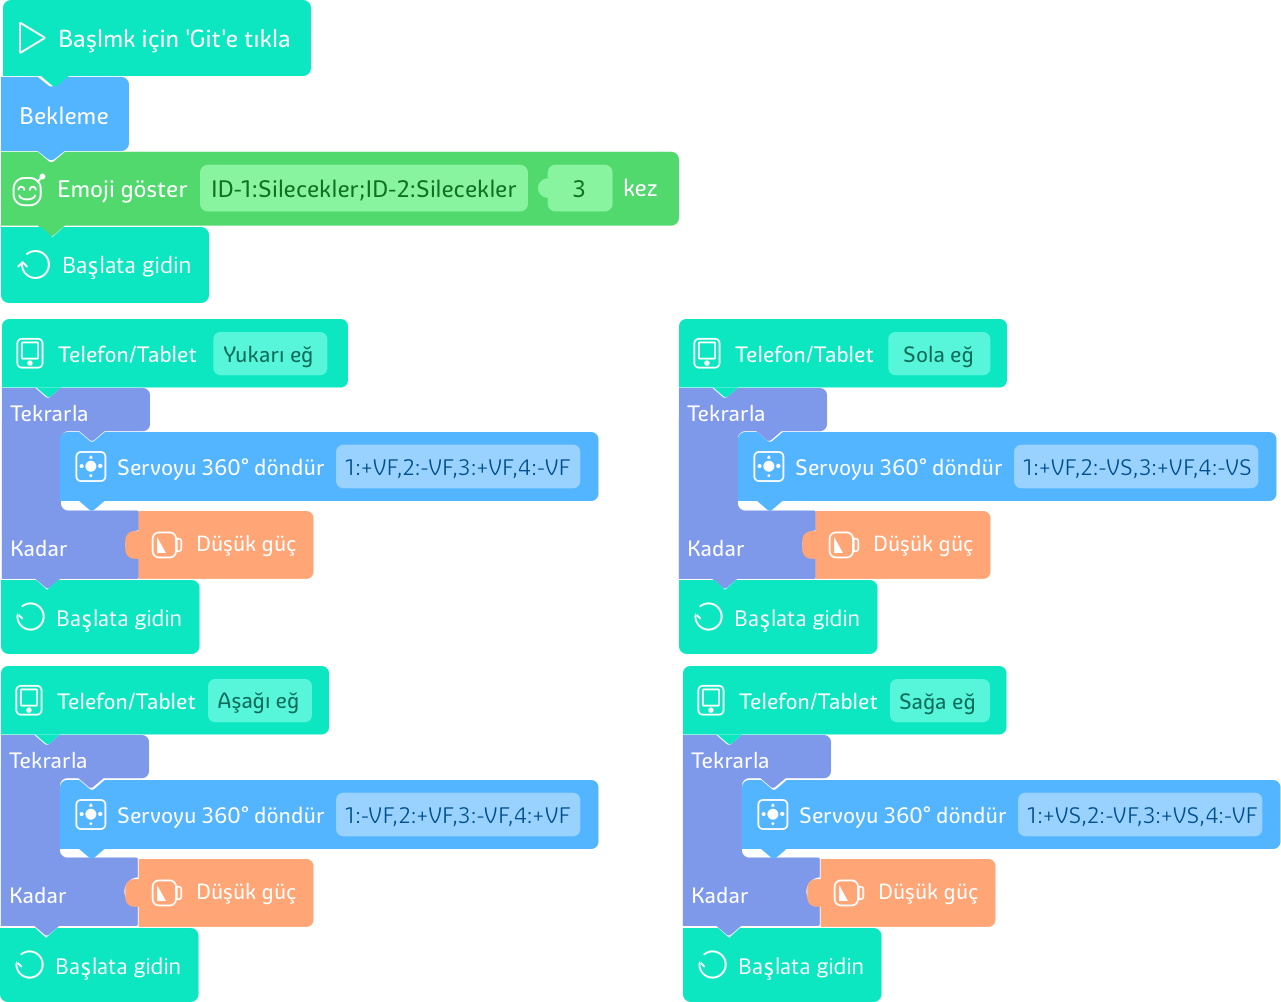 Başlmk için 'Git'e tıkla
Bekleme
Emoji göster ID-1:Silecekler;ID-2:Silecekler 3 kez
Başlata gidin
Telefon/Tablet Yukarı eğ
Tekrarla
Servoyu 360° döndür 1:+VF,2:-VF,3:+VF,4:-VF
Kadar Düşük güç
Başlata gidin
Telefon/Tablet Sola eğ
Tekrarla
Servoyu 360° döndür 1:+VF,2:-VS,3:+VF,4:-VS
Kadar Düşük güç
Başlata gidin
Telefon/Tablet Aşağı eğ
Tekrarla
Servoyu 360° döndür 1:-VF,2:+VF,3:-VF,4:+VF
Kadar Düşük güç
Başlata gidin
Telefon/Tablet Sağa eğ
Tekrarla
Servoyu 360° döndür 1:+VS,2:-VF,3:+VS,4:-VF
Kadar Düşük güç
Başlata gidin